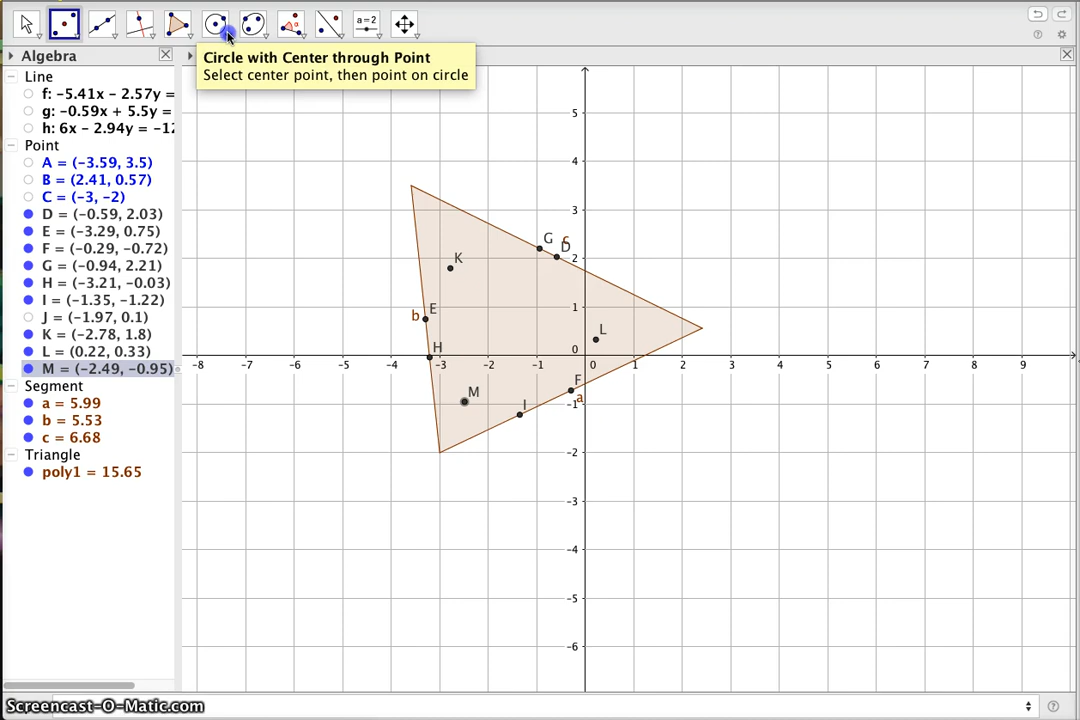 a=2
Algebra
Circle with Center through Point
Select center point, then point on circle
Line
f: -5.41x - 2.57y =
g: -0.59x + 5.5y =
h: 6x - 2.94y = -12
Point
A = (-3.59, 3.5)
B = (2.41, 0.57)
C = (-3, -2)
D = (-0.59, 2.03)
E = (-3.29, 0.75)
F = (-0.29, -0.72)
G = (-0.94, 2.21)
H = (-3.21, -0.03)
I = (-1.35, -1.22)
J = (-1.97, 0.1)
K = (-2.78, 1.8)
L = (0.22, 0.33)
M = (-2.49, -0.95)
Segment
a = 5.99
b = 5.53
c = 6.68
Triangle
poly1 = 15.65
5
4
3
G c
D
2
K
1
b E
L
H
0
-8 -7 -6 -5 -4 -3 -2 -1 0 1 2 3 4 5 6 7 8 9
M
F
a
-1
I
-2
-3
-4
-5
-6
Screencast-O-Matic.com